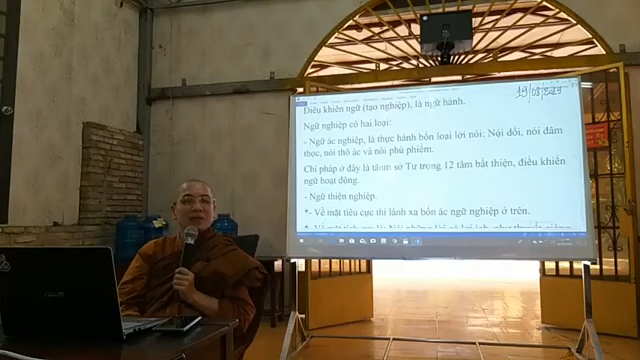 19/08/2019
Điều khiển ngữ (tạo nghiệp), là ngữ hành.
Ngữ nghiệp có hai loại:
- Ngữ ác nghiệp, là thực hành bốn loại lời nói: Nói dối, nói đâm
thọc, nói thô ác và nói phù phiếm.
Chi pháp ở đây là tâm sở Tư trong 12 tâm bất thiện, điều khiển
ngữ hoạt động.
- Ngữ thiện nghiệp.
*- Về mặt tiêu cực thì lánh xa bốn ác ngữ nghiệp ở trên.
ASUS